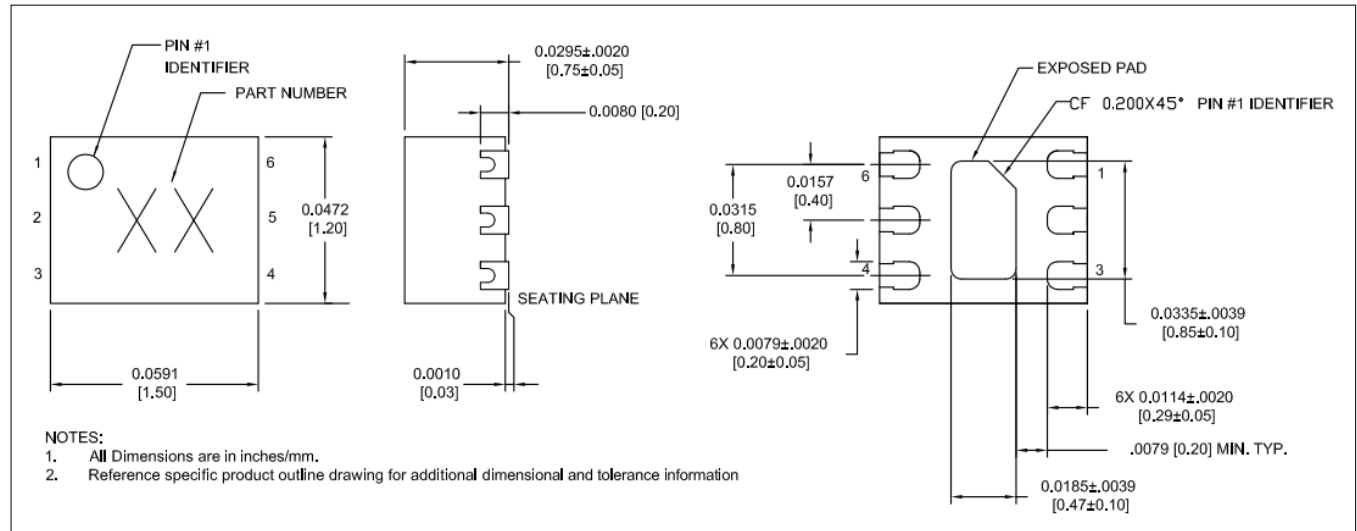 PIN #1
IDENTIFIER
PART NUMBER
1
2
3
6
5
4
0.0472
[1.20]
0.0591
[1.50]
0.0295±.0020
[0.75±0.05]
0.0080 [0.20]
SEATING PLANE
0.0010
[0.03]
XX
EXPOSED PAD
CF 0.200X45° PIN #1 IDENTIFIER
6
4
1
3
0.0157
[0.40]
0.0315
[0.80]
6X 0.0079±.0020
[0.20±0.05]
0.0335±.0039
[0.85±0.10]
6X 0.0114±.0020
[0.29±0.05]
.0079 [0.20] MIN. TYP.
0.0185±.0039
[0.47±0.10]
NOTES:
1. All Dimensions are in inches/mm.
2. Reference specific product outline drawing for additional dimensional and tolerance information